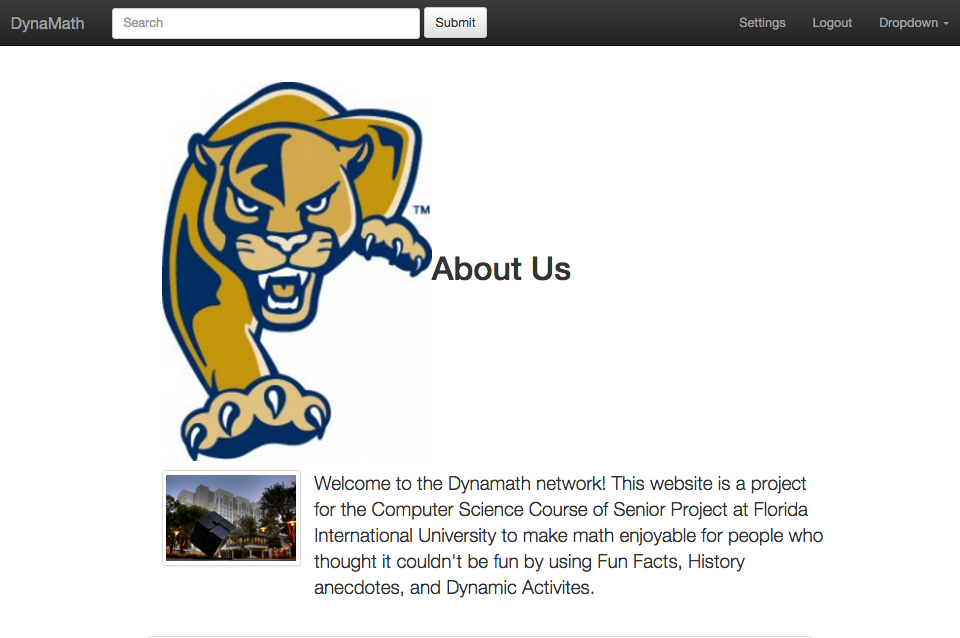 DynaMath Search Submit Settings Logout Dropdown
TM
About Us
Welcome to the Dynamath network! This website is a project
for the Computer Science Course of Senior Project at Florida
International University to make math enjoyable for people who
thought it couldn't be fun by using Fun Facts, History
anecdotes, and Dynamic Activites.